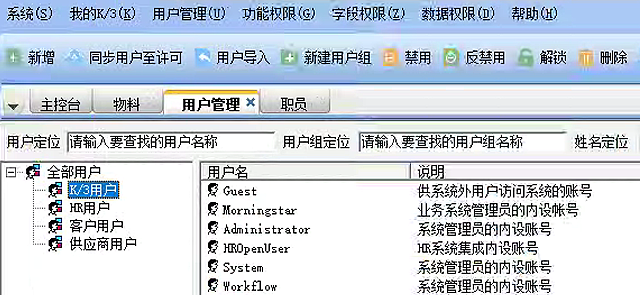 系统(S) 我的K/3(K) 用户管理(U) 功能权限(G) 字段权限(Z) 数据权限(D) 帮助(H)
新增 同步用户至许可 用户导入 新建用户组 禁用 反禁用 解锁 删除
主控台 物料 用户管理 职员
用户定位 请输入要查找的用户名称 用户组定位 请输入要查找的用户组名称 姓名定位
全部用户
K/3用户
HR用户
客户用户
供应商用户
用户名 说明
Guest 供系统外用户访问系统的账号
Morningstar 业务系统管理员的内设帐号
Administrator 系统管理员的内设账号
HROpenUser HR系统集成内设账号
System 系统管理员的内设账号
Workflow 系统管理员的内设账号